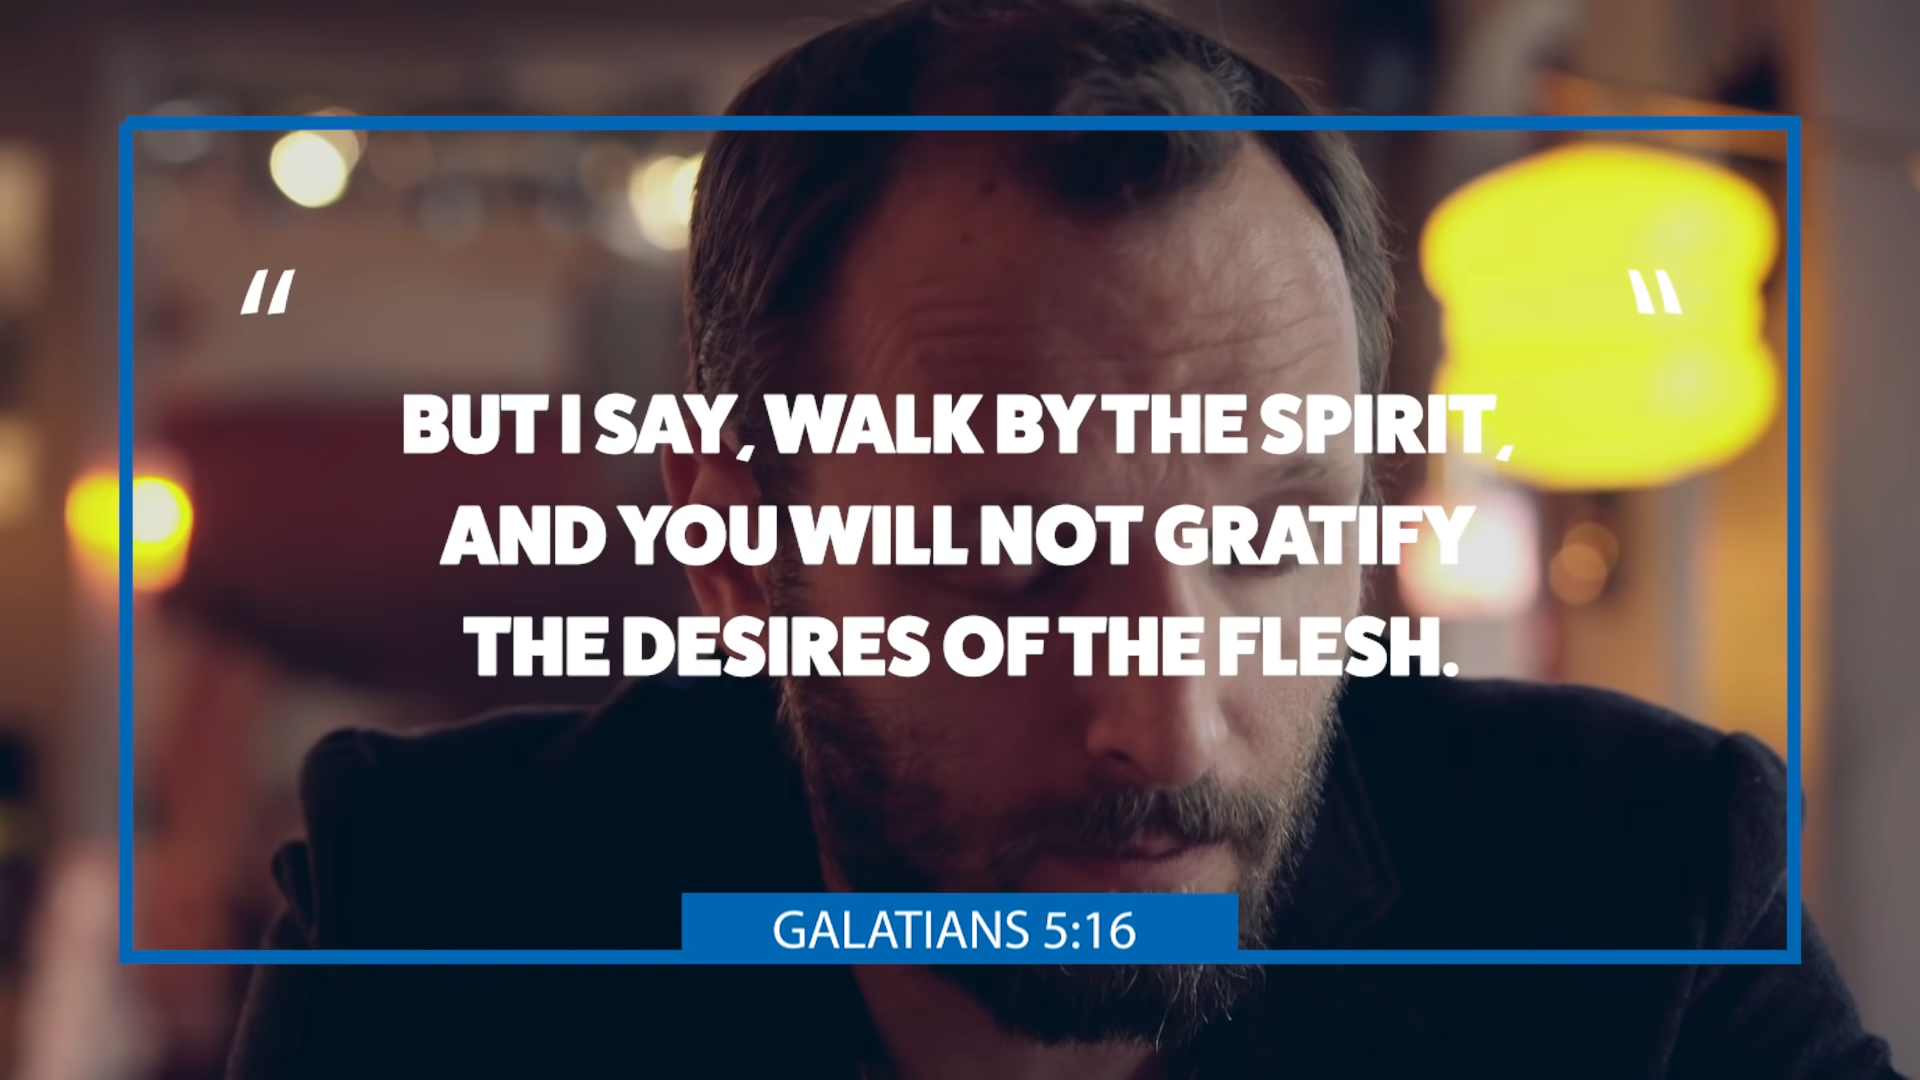 “ “
BUT I SAY, WALK BY THE SPIRIT,
AND YOU WILL NOT GRATIFY
THE DESIRES OF THE FLESH.
GALATIANS 5:16